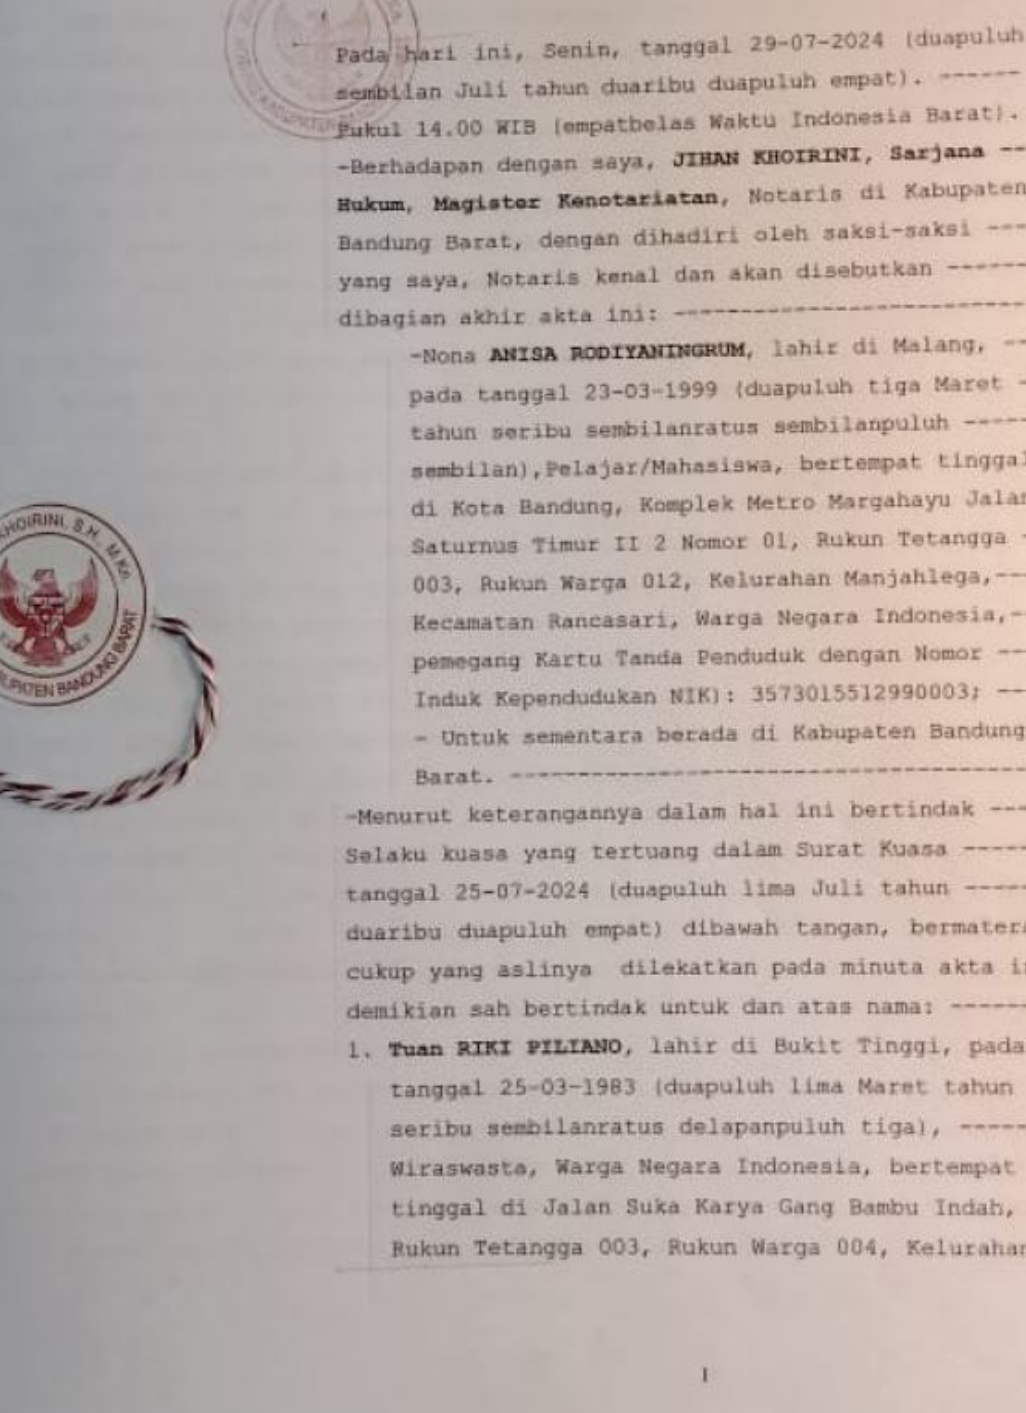 Pada hari ini, Senin, tanggal 29-07-2024 (duapuluh
sembilan Juli tahun duaribu duapuluh empat). ------
Pukul 14.00 WIB (empatbelas Waktu Indonesia Barat).
-Berhadapan dengan saya, JIHAN KHOIRINI, Sarjana --
Hukum, Magister Kenotariatan, Notaris di Kabupaten
Bandung Barat, dengan dihadiri oleh saksi-saksi ---
yang saya, Notaris kenal dan akan disebutkan ------
dibagian akhir akta ini: --------------------------
-Nona ANISA RODIYANINGRUM, lahir di Malang, --
pada tanggal 23-03-1999 (duapuluh tiga Maret -
tahun seribu sembilanratus sembilanpuluh -----
sembilan),Pelajar/Mahasiswa, bertempat tinggal
di Kota Bandung, Komplek Metro Margahayu Jalan
Saturnus Timur II 2 Nomor 01, Rukun Tetangga -
003, Rukun Warga 012, Kelurahan Manjahlega,---
Kecamatan Rancasari, Warga Negara Indonesia,--
pemegang Kartu Tanda Penduduk dengan Nomor ---
Induk Kependudukan NIK): 3573015512990003; ---
- Untuk sementara berada di Kabupaten Bandung
Barat. ---------------------------------------
-Menurut keterangannya dalam hal ini bertindak ---
Selaku kuasa yang tertuang dalam Surat Kuasa -----
tanggal 25-07-2024 (duapuluh lima Juli tahun -----
duaribu duapuluh empat) dibawah tangan, bermatera
cukup yang aslinya dilekatkan pada minuta akta in
demikian sah bertindak untuk dan atas nama: ------
1. Tuan RIKI PILIANO, lahir di Bukit Tinggi, pada
tanggal 25-03-1983 (duapuluh lima Maret tahun
seribu sembilanratus delapanpuluh tiga), -----
Wiraswasta, Warga Negara Indonesia, bertempat
tinggal di Jalan Suka Karya Gang Bambu Indah,
Rukun Tetangga 003, Rukun Warga 004, Kelurahan
1
KHOIRINI, S.H., M.Kn.
BUPATEN BANDUNG BARAT